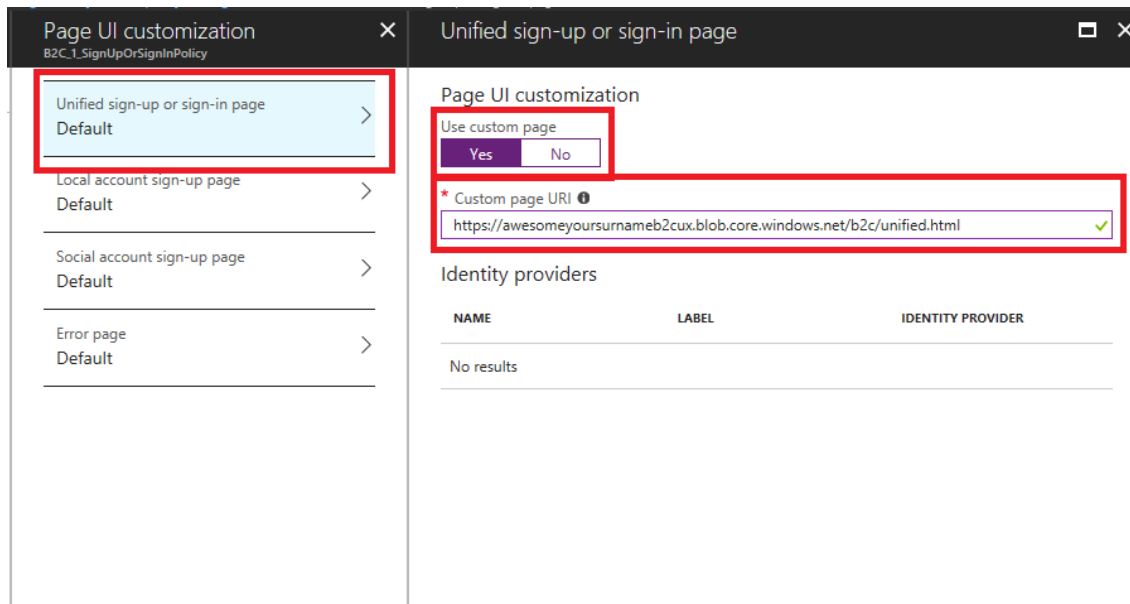 Page UI customization
B2C_1_SignUpOrSignInPolicy
Unified sign-up or sign-in page
Default
Local account sign-up page
Default
Social account sign-up page
Default
Error page
Default
Unified sign-up or sign-in page
Page UI customization
Use custom page
Yes No
* Custom page URI
https://awesomeyoursurnameb2cux.blob.core.windows.net/b2c/unified.html
Identity providers
NAME LABEL IDENTITY PROVIDER
No results